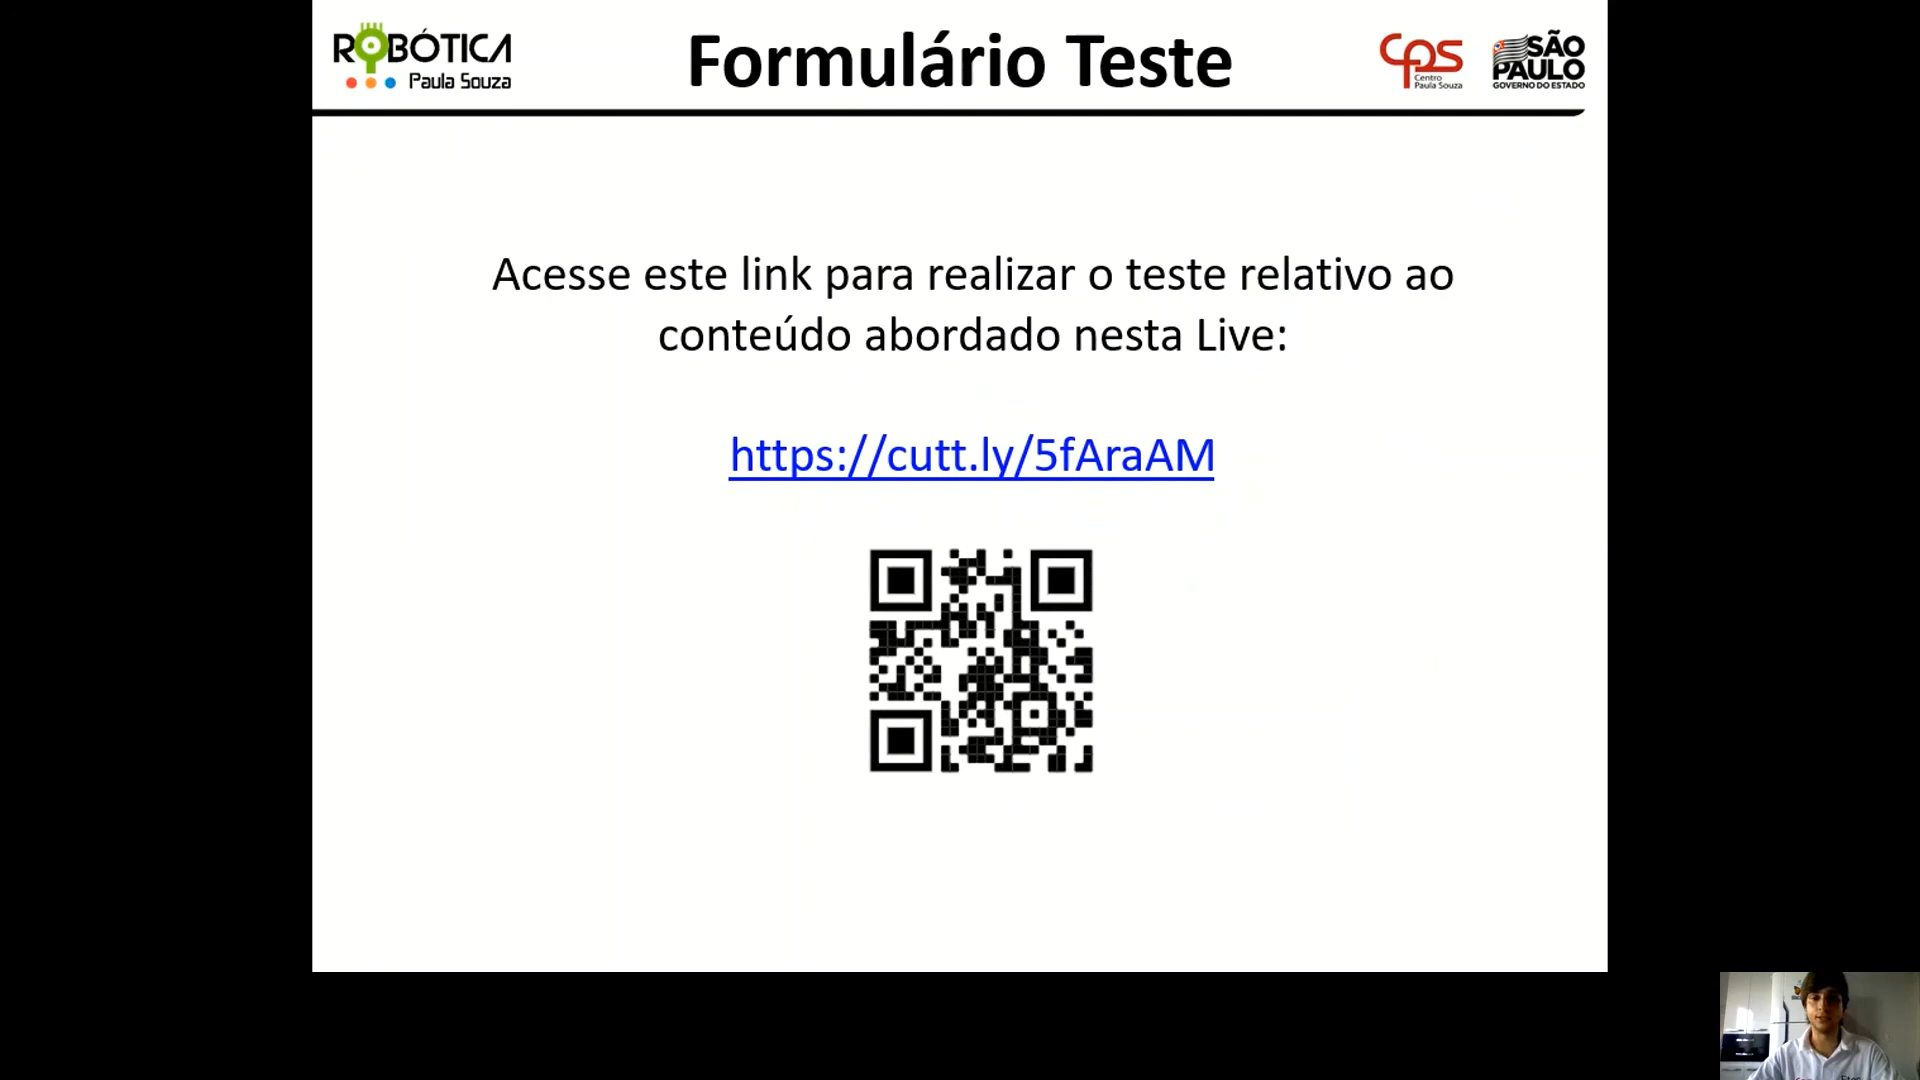 ROBÓTICA
Paula Souza
Formulário Teste
CPS
Centro
Paula Souza
SÃO
PAULO
GOVERNO DO ESTADO
Acesse este link para realizar o teste relativo ao
conteúdo abordado nesta Live:
https://cutt.ly/5fAraAM